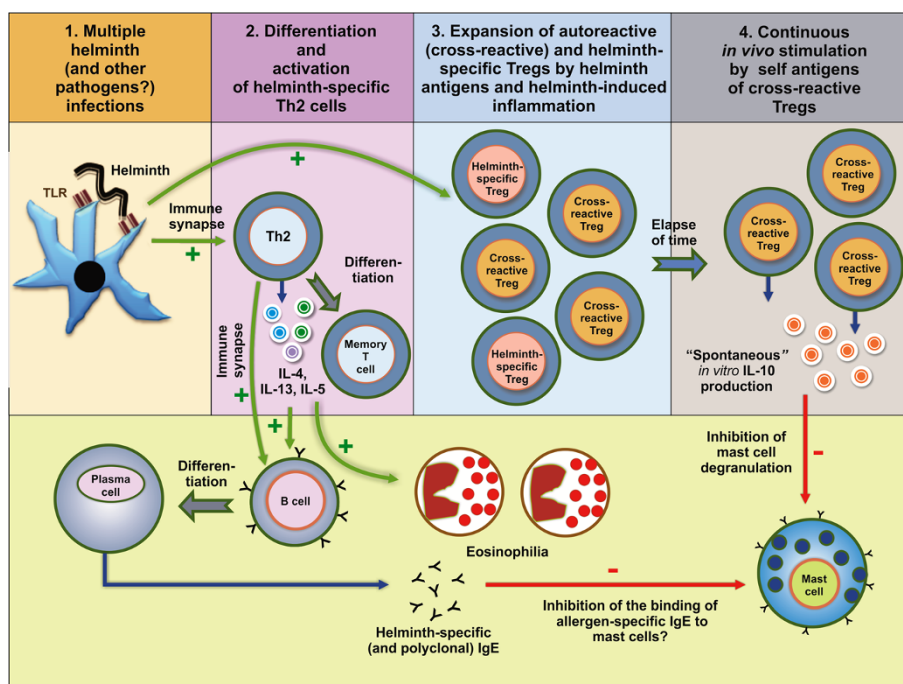 1. Multiple
helminth
(and other
pathogens?)
infections
2. Differentiation
and
activation
of helminth-specific
Th2 cells
3. Expansion of autoreactive
(cross-reactive) and helminth-
specific Tregs by helminth
antigens and helminth-induced
inflammation
4. Continuous
in vivo stimulation
by self antigens
of cross-reactive
Tregs
Helminth
TLR
Immune
synapse
+
+
Th2
Differen-
tiation
Immune
synapse
+
Memory
T
cell
IL-4,
IL-13, IL-5
+
+
Helminth-
specific
Treg
Cross-
reactive
Treg
Cross-
reactive
Treg
Cross-
reactive
Treg
Helminth-
specific
Treg
Elapse
of time
Cross-
reactive
Treg
Cross-
reactive
Treg
Cross-
reactive
Treg
“Spontaneous”
in vitro IL-10
production
Inhibition of
mast cell
degranulation
-
Plasma
cell
Differen-
tiation
B cell
Eosinophilia
Helminth-specific
(and polyclonal) IgE
-
Inhibition of the binding of
allergen-specific IgE to
mast cells?
Mast
cell